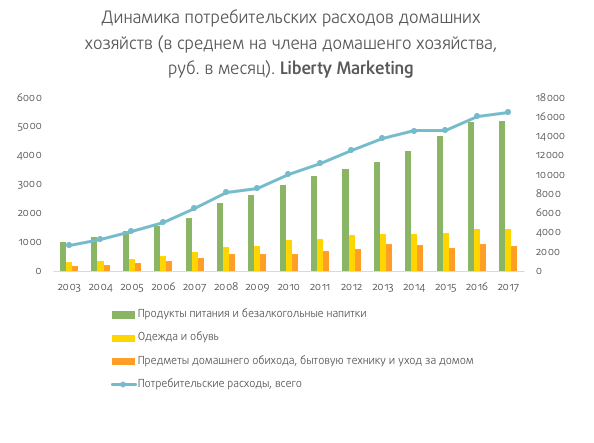 Динамика потребительских расходов домашних
хозяйств (в среднем на члена домашенго хозяйства,
руб. в месяц). Liberty Marketing
6000 18000
5000 16000
4000 14000
3000 12000
2000 10000
1000 8000
0 6000
4000
2000
0
2003 2004 2005 2006 2007 2008 2009 2010 2011 2012 2013 2014 2015 2016 2017
Продукты питания и безалкогольные напитки
Одежда и обувь
Предметы домашнего обихода, бытовую технику и уход за домом
Потребительские расходы, всего